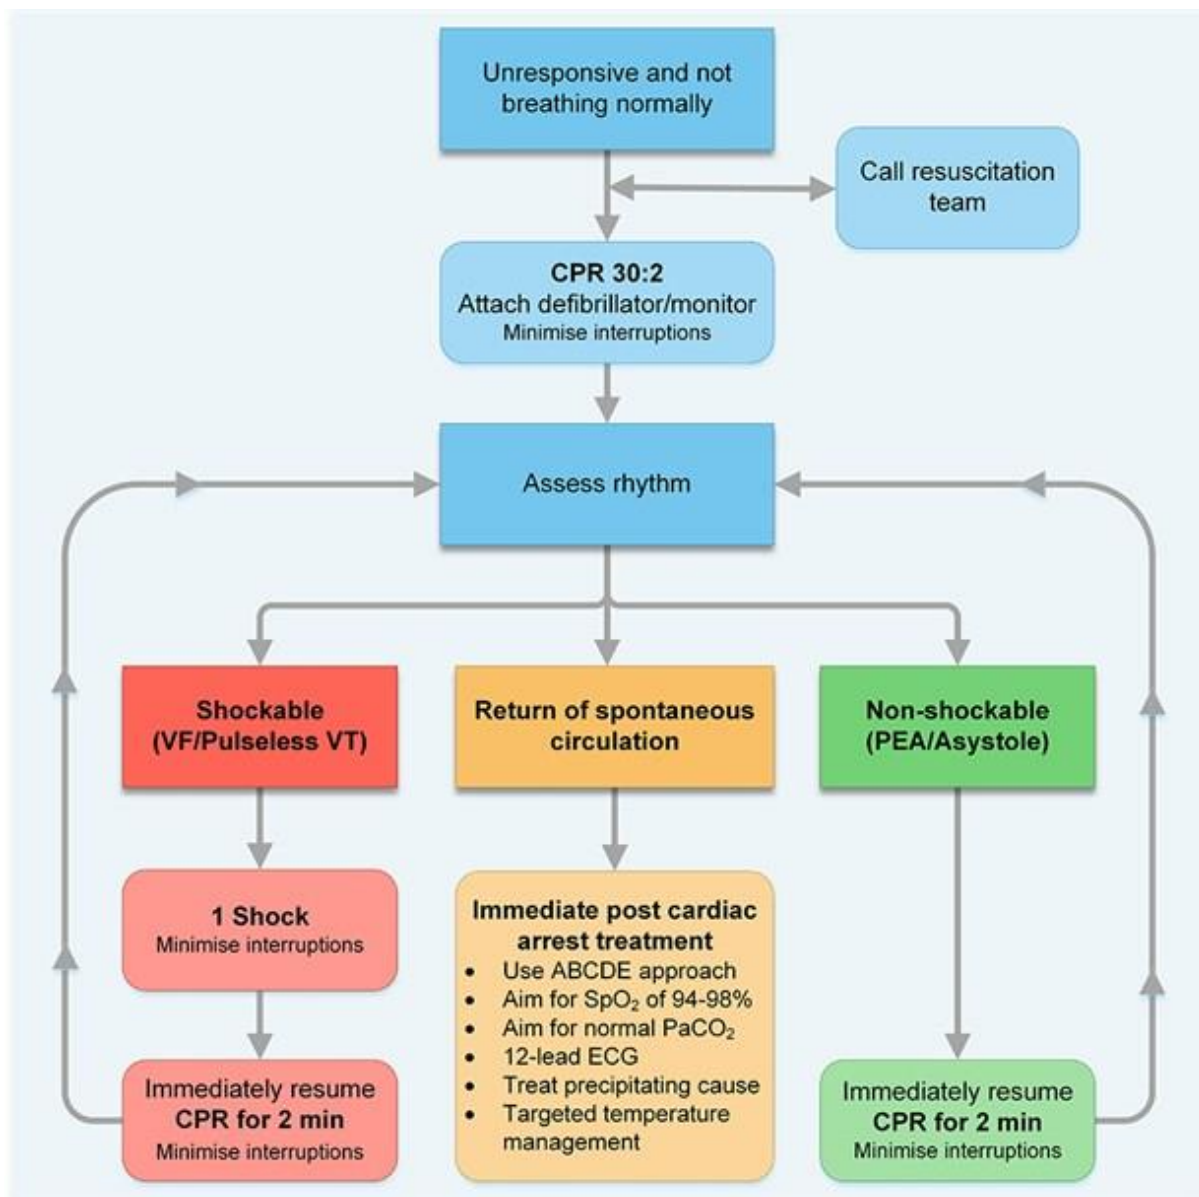 Unresponsive and not
breathing normally
Call resuscitation
team
CPR 30:2
Attach defibrillator/monitor
Minimise interruptions
Assess rhythm
Shockable
(VF/Pulseless VT)
Return of spontaneous
circulation
Non-shockable
(PEA/Asystole)
1 Shock
Minimise interruptions
Immediate post cardiac
arrest treatment
• Use ABCDE approach
• Aim for SpO₂ of 94-98%
• Aim for normal PaCO₂
• 12-lead ECG
• Treat precipitating cause
• Targeted temperature
management
Immediately resume
CPR for 2 min
Minimise interruptions
Immediately resume
CPR for 2 min
Minimise interruptions